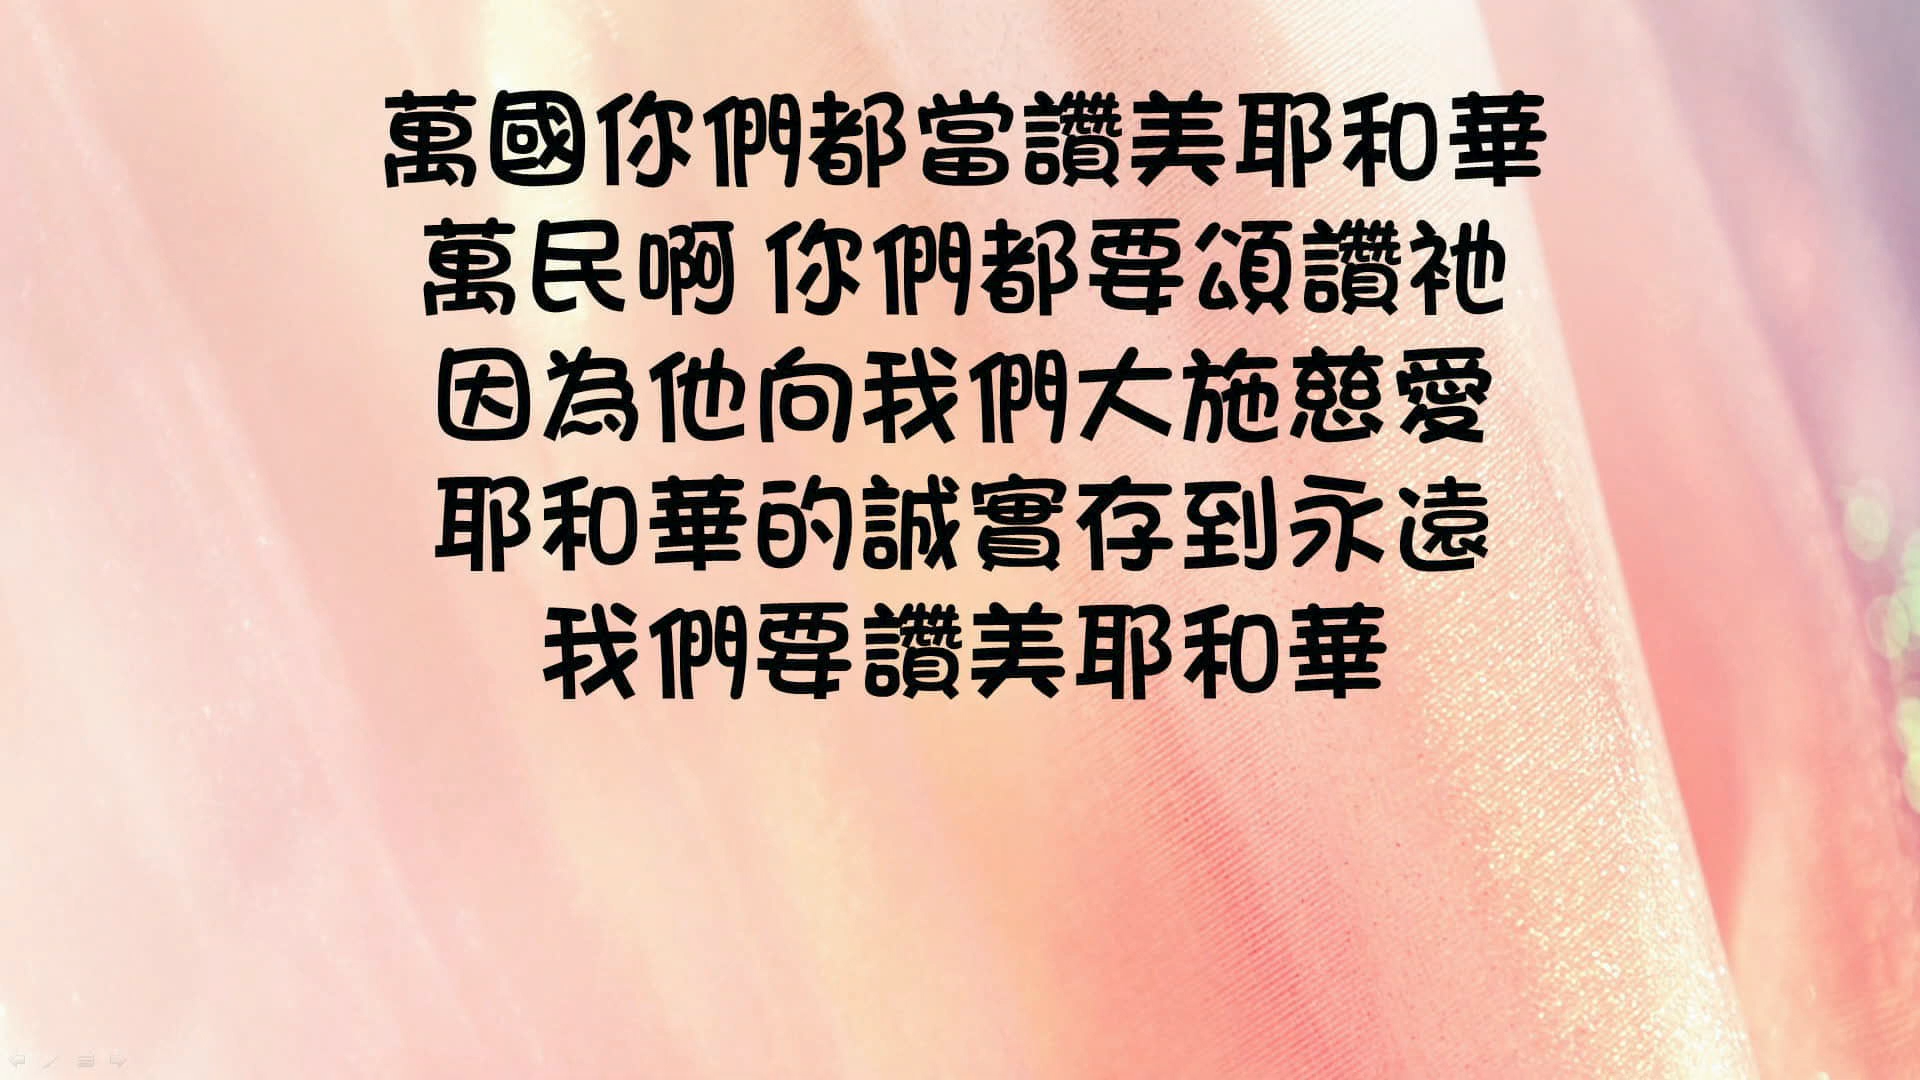 萬國你們都當讚美耶和華
萬民啊 你們都要頌讚祂
因為他向我們大施慈愛
耶和華的誠實存到永遠
我們要讚美耶和華